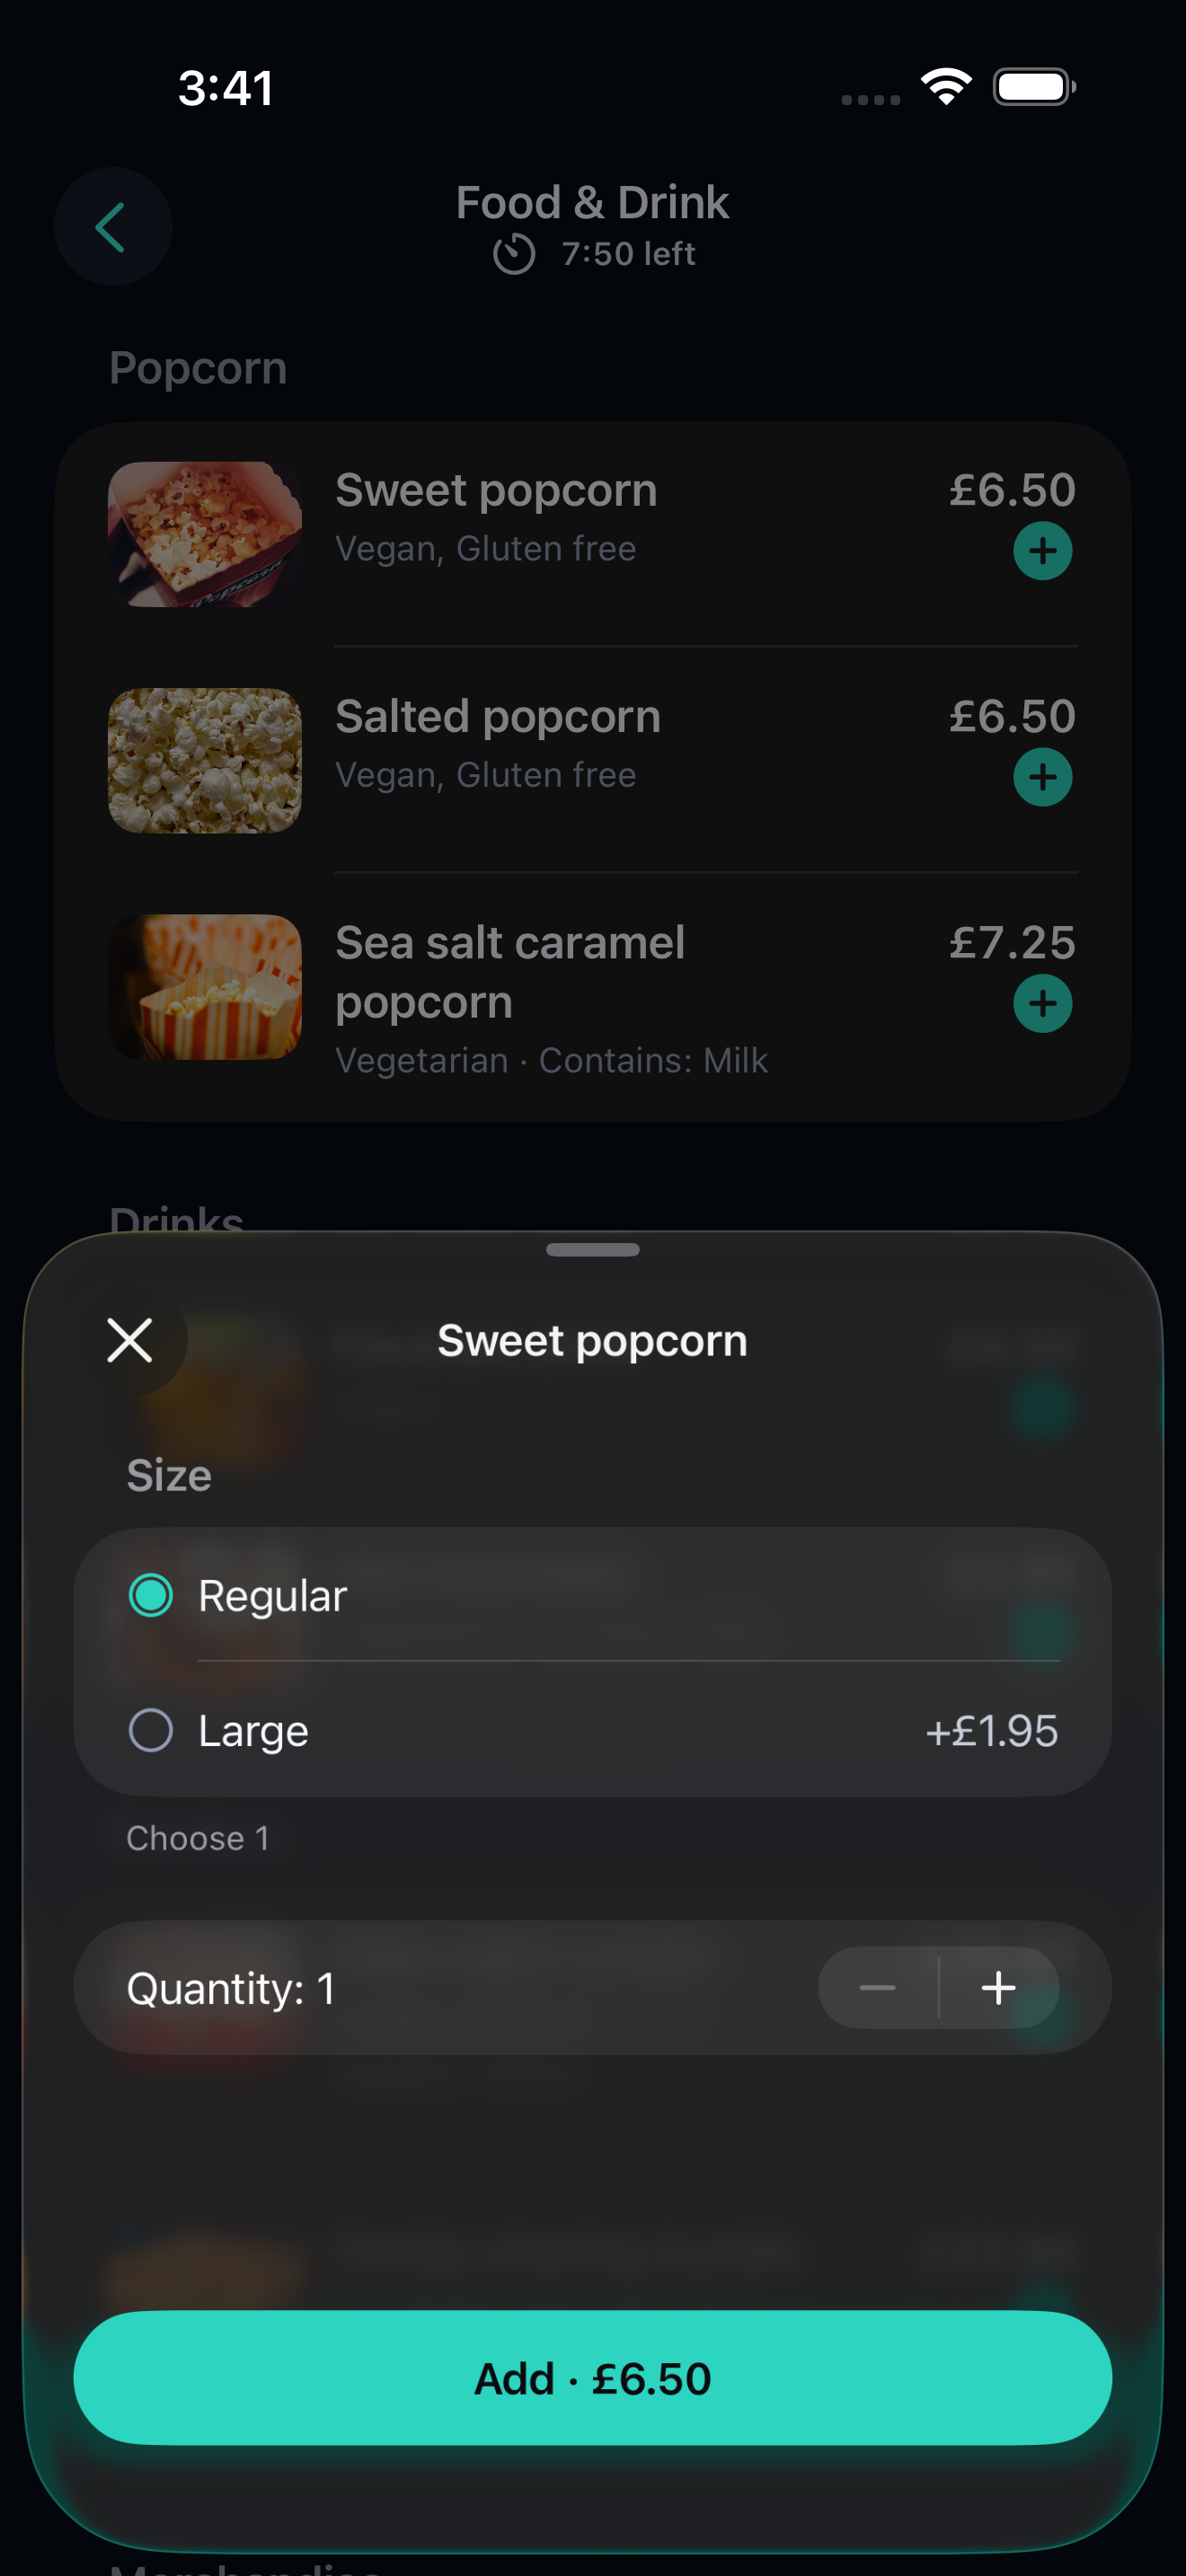 3:41
Food & Drink
7:50 left
Popcorn
Sweet popcorn
£6.50
Vegan, Gluten free
Salted popcorn
£6.50
Vegan, Gluten free
Sea salt caramel
popcorn
£7.25
Vegetarian · Contains: Milk
Drinks
Sweet popcorn
Size
Regular
Large
+£1.95
Choose 1
Quantity: 1
Add · £6.50
Merchandise